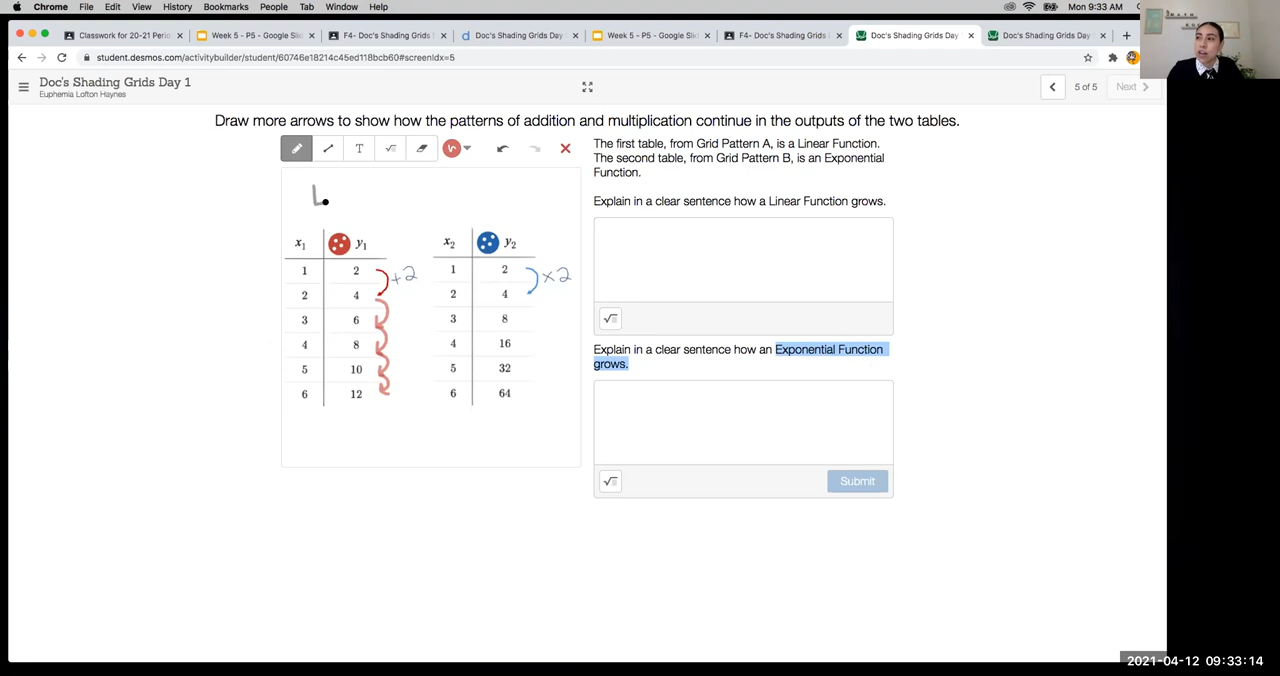 Chrome File Edit View History Bookmarks People Tab Window Help
Mon 9:33 AM
Classwork for 20-21 Perio
Week 5 - P5 - Google Slid
F4- Doc's Shading Grids
Doc's Shading Grids Day
Week 5 - P5 - Google Sli
F4- Doc's Shading Grids
Doc's Shading Grids Day
Doc's Shading Grids Day
student.desmos.com/activitybuilder/student/60746e18214c45ed118bcb60#screenIdx=5
Doc's Shading Grids Day 1
Euphemia Lofton Haynes
5 of 5 Next
Draw more arrows to show how the patterns of addition and multiplication continue in the outputs of the two tables.
T
L
x₁ y₁ x₂ y₂
1 2 +2 1 2 ×2
2 4 2 4
3 6 3 8
4 8 4 16
5 10 5 32
6 12 6 64
The first table, from Grid Pattern A, is a Linear Function.
The second table, from Grid Pattern B, is an Exponential
Function.
Explain in a clear sentence how a Linear Function grows.
Explain in a clear sentence how an Exponential Function
grows.
Submit
2021-04-12 09:33:14